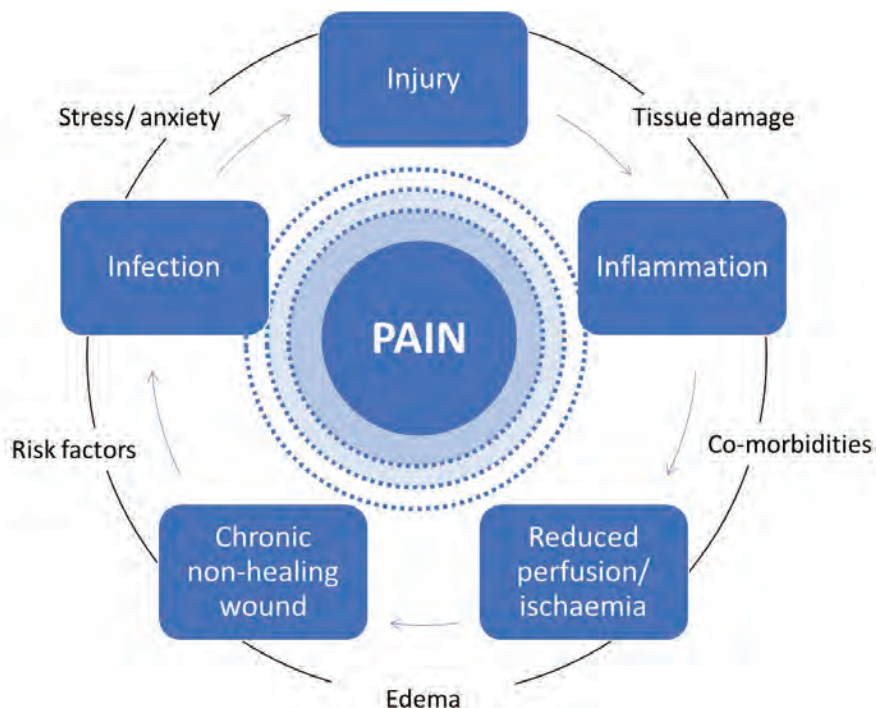 Injury
Stress/ anxiety
Tissue damage
Infection
Inflammation
PAIN
Risk factors
Co-morbidities
Chronic
non-healing
wound
Reduced
perfusion/
ischaemia
Edema